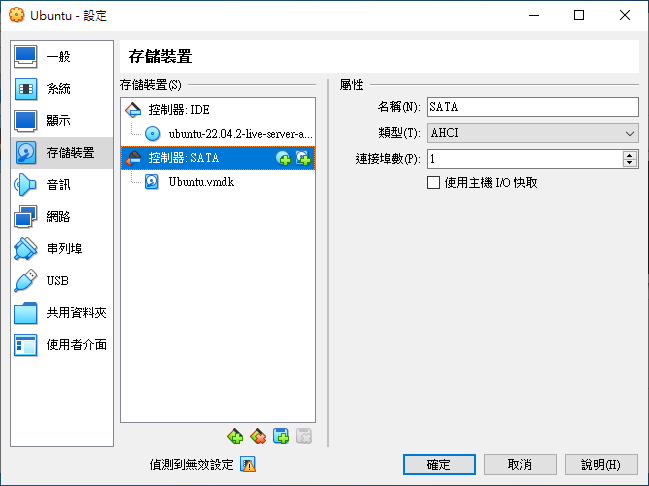 Ubuntu - 設定
一般
系統
顯示
存儲裝置
音訊
網路
串列埠
USB
共用資料夾
使用者介面
存儲裝置
存儲裝置(S)
控制器: IDE
ubuntu-22.04.2-live-server-a...
控制器: SATA
Ubuntu.vmdk
屬性
名稱(N): SATA
類型(T): AHCI
連接埠數(P): 1
使用主機 I/O 快取
偵測到無效設定
確定
取消
說明(H)